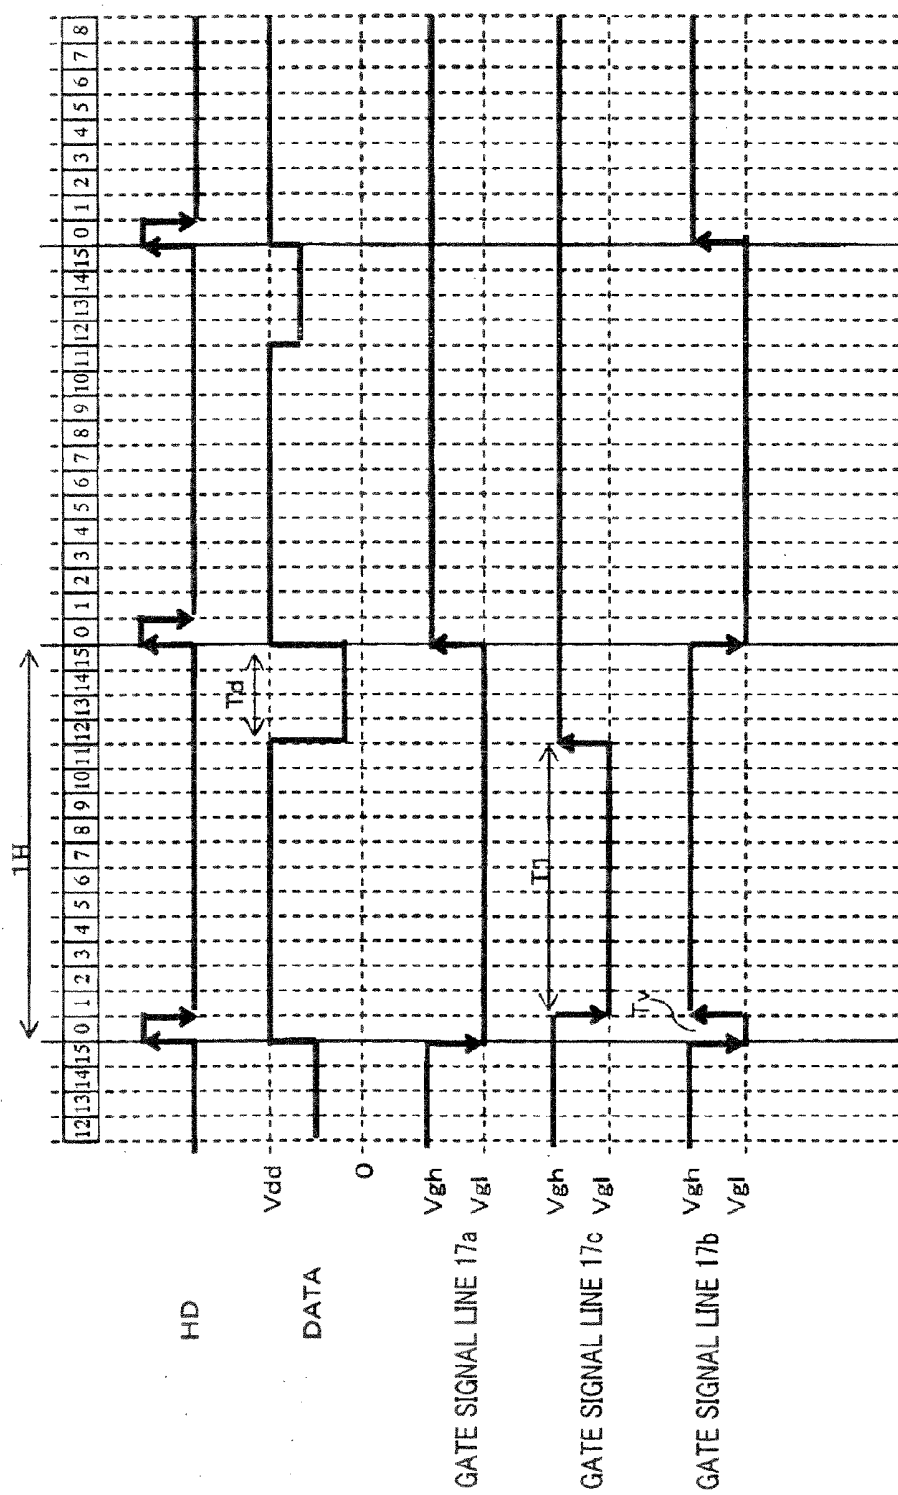 1H
12 13 14 15 0 1 2 3 4 5 6 7 8 9 10 11 12 13 14 15 0 1 2 3 4 5 6 7 8 9 10 11 12 13 14 15 0 1 2 3 4 5 6 7 8
HD
Td
Vdd
DATA
0
Vgh
Vgl
GATE SIGNAL LINE 17a
T1
Vgh
Vgl
GATE SIGNAL LINE 17c
Tv
Vgh
Vgl
GATE SIGNAL LINE 17b